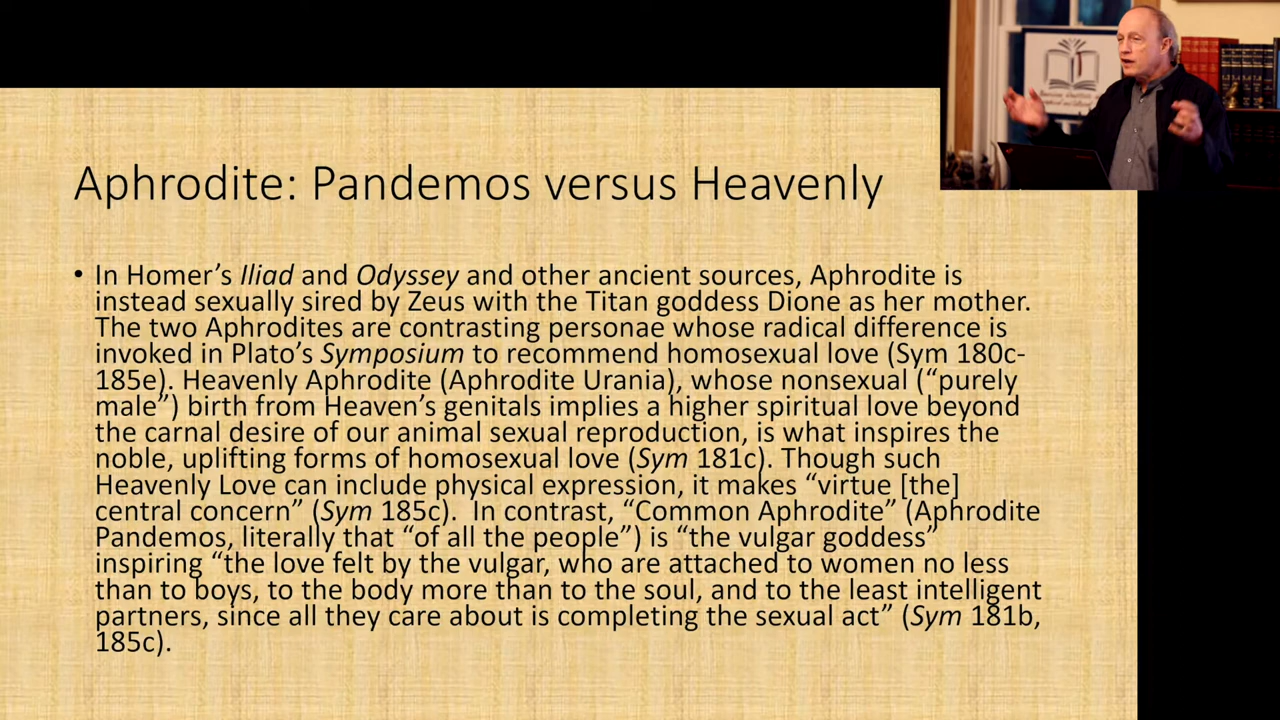 Aphrodite: Pandemos versus Heavenly
• In Homer’s Iliad and Odyssey and other ancient sources, Aphrodite is
instead sexually sired by Zeus with the Titan goddess Dione as her mother.
The two Aphrodites are contrasting personae whose radical difference is
invoked in Plato’s Symposium to recommend homosexual love (Sym 180c-
185e). Heavenly Aphrodite (Aphrodite Urania), whose nonsexual (“purely
male”) birth from Heaven’s genitals implies a higher spiritual love beyond
the carnal desire of our animal sexual reproduction, is what inspires the
noble, uplifting forms of homosexual love (Sym 181c). Though such
Heavenly Love can include physical expression, it makes “virtue [the]
central concern” (Sym 185c).  In contrast, “Common Aphrodite” (Aphrodite
Pandemos, literally that “of all the people”) is “the vulgar goddess”
inspiring “the love felt by the vulgar, who are attached to women no less
than to boys, to the body more than to the soul, and to the least intelligent
partners, since all they care about is completing the sexual act” (Sym 181b,
185c).